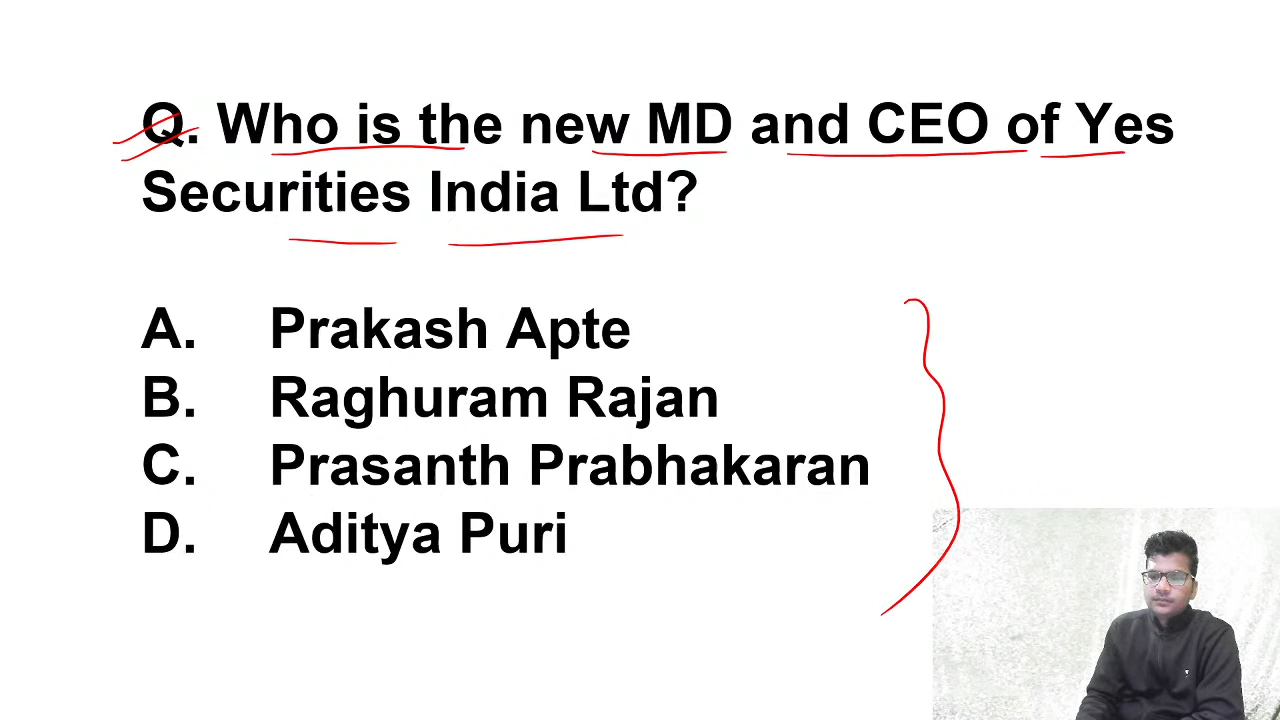 Q. Who is the new MD and CEO of Yes
Securities India Ltd?
A. Prakash Apte
B. Raghuram Rajan
C. Prasanth Prabhakaran
D. Aditya Puri